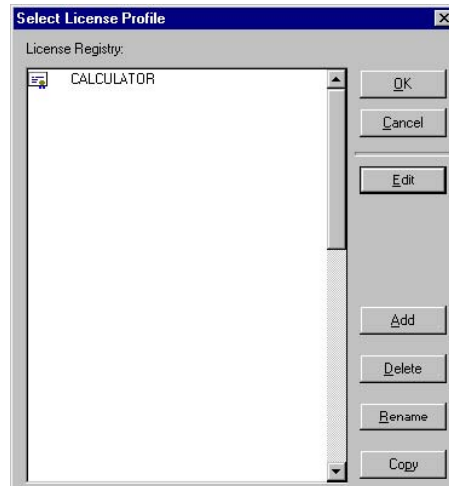 Select License Profile
License Registry:
CALCULATOR
OK
Cancel
Edit
Add
Delete
Rename
Copy